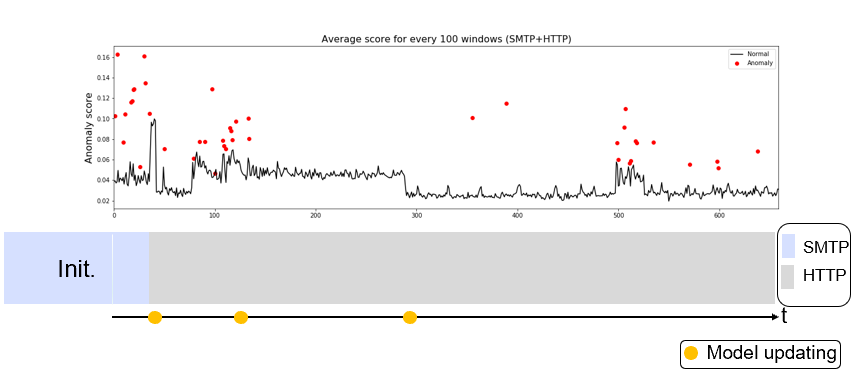 Average score for every 100 windows (SMTP+HTTP)
Normal
Anomaly
Anomaly score
0.16
0.14
0.12
0.10
0.08
0.06
0.04
0.02
0 100 200 300 400 500 600
Init.
SMTP
HTTP
t
Model updating